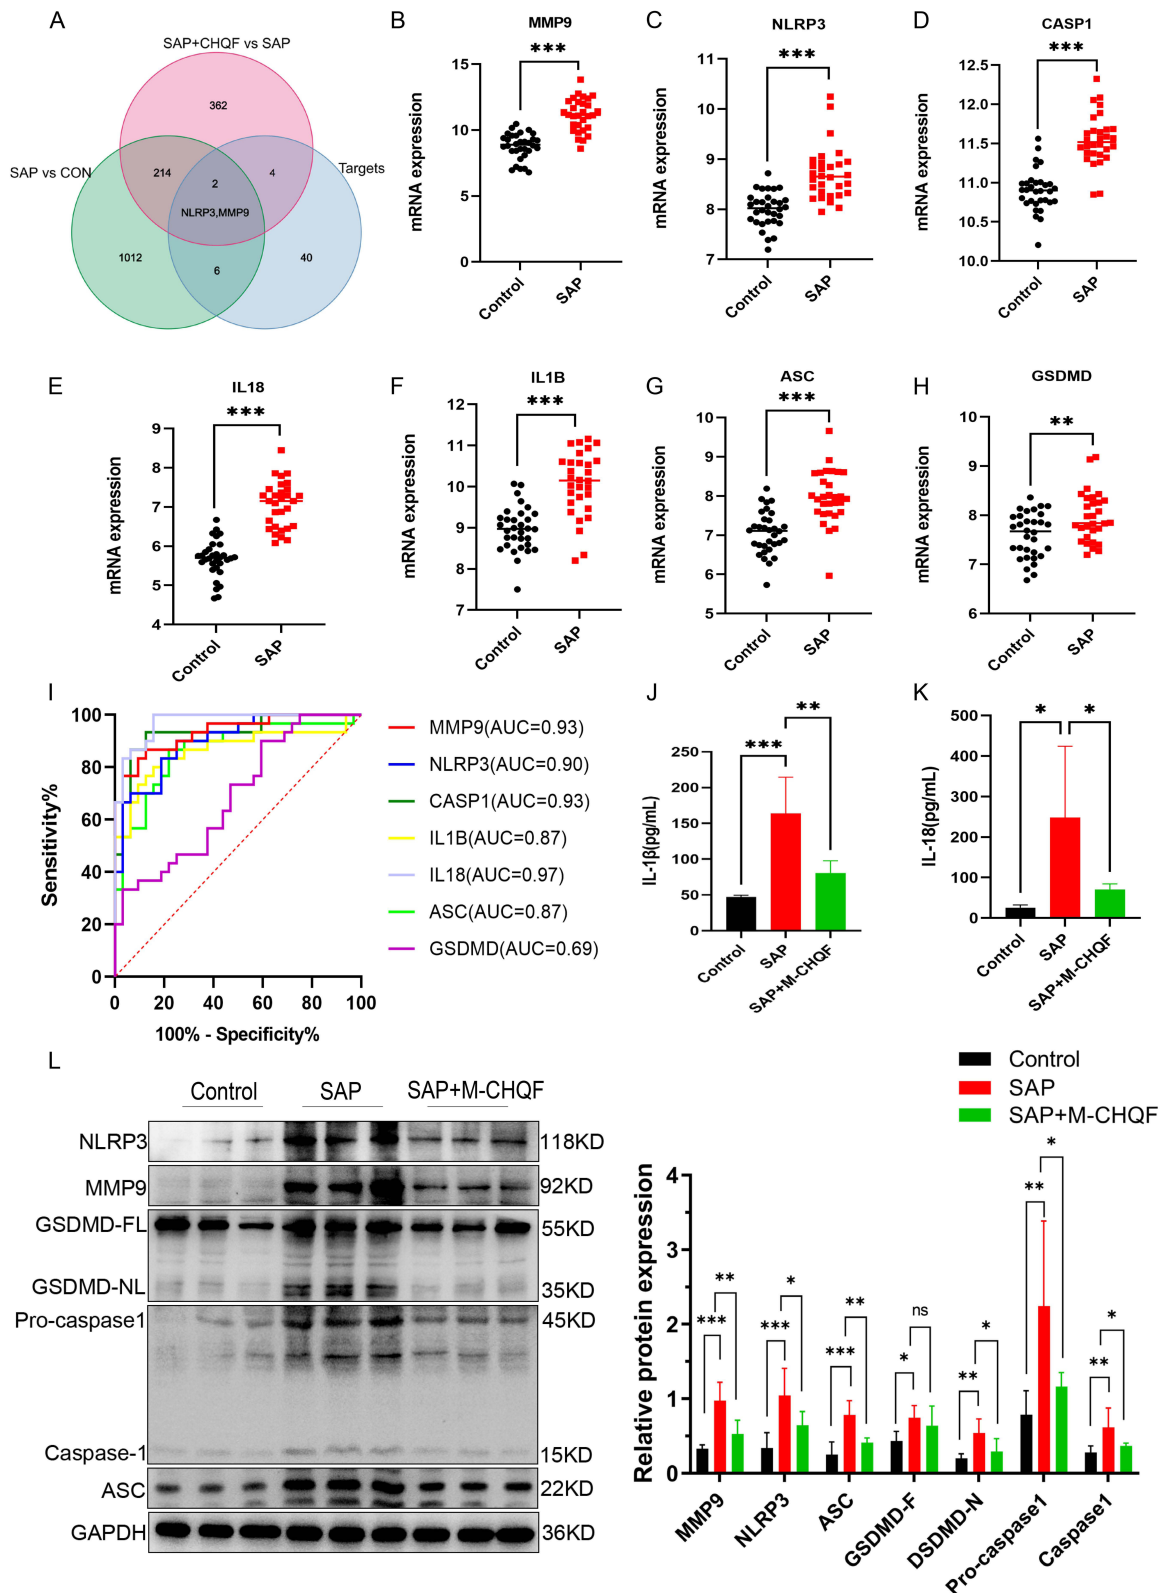 A
SAP+CHQF vs SAP
362
SAP vs CON
214
2
4
Targets
NLRP3,MMP9
1012
6
40
B
MMP9
***
mRNA expression
15
10
5
0
Control
SAP
C
NLRP3
***
mRNA expression
11
10
9
8
7
Control
SAP
D
CASP1
***
mRNA expression
12.5
12.0
11.5
11.0
10.5
10.0
Control
SAP
E
IL18
***
mRNA expression
9
8
7
6
5
4
Control
SAP
F
IL1B
***
mRNA expression
12
11
10
9
8
7
Control
SAP
G
ASC
***
mRNA expression
10
9
8
7
6
5
Control
SAP
H
GSDMD
**
mRNA expression
10
9
8
7
6
Control
SAP
I
Sensitivity%
100
80
60
40
20
0
0
20
40
60
80
100
100% - Specificity%
MMP9(AUC=0.93)
NLRP3(AUC=0.90)
CASP1(AUC=0.93)
IL1B(AUC=0.87)
IL18(AUC=0.97)
ASC(AUC=0.87)
GSDMD(AUC=0.69)
J
**
***
IL-1β(pg/mL)
250
200
150
100
50
0
Control
SAP
SAP+M-CHQF
K
*
*
IL-18(pg/mL)
500
400
300
200
100
0
Control
SAP
SAP+M-CHQF
L
Control
SAP
SAP+M-CHQF
NLRP3
118KD
MMP9
92KD
GSDMD-FL
55KD
GSDMD-NL
35KD
Pro-caspase1
45KD
Caspase-1
15KD
ASC
22KD
GAPDH
36KD
Control
SAP
SAP+M-CHQF
Relative protein expression
4
3
2
1
0
***
**
***
*
***
**
*
ns
**
*
**
*
**
*
MMP9
NLRP3
ASC
GSDMD-F
DSDMD-N
Pro-caspase1
Caspase1